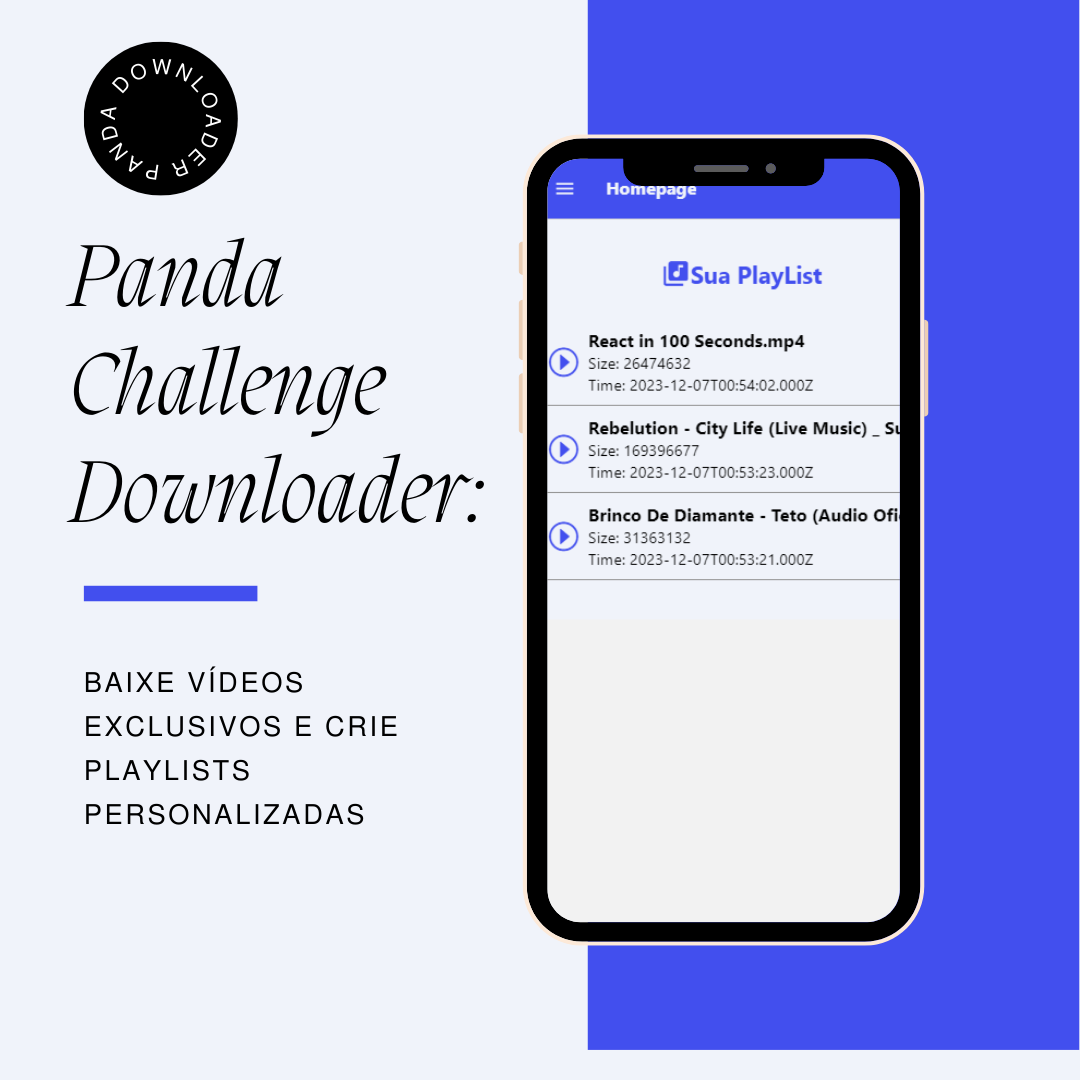 PANDA DOWNLOADER
Panda
Challenge
Downloader:
BAIXE VÍDEOS
EXCLUSIVOS E CRIE
PLAYLISTS
PERSONALIZADAS
Homepage
Sua PlayList
React in 100 Seconds.mp4
Size: 26474632
Time: 2023-12-07T00:54:02.000Z
Rebelution - City Life (Live Music) _ Su
Size: 169396677
Time: 2023-12-07T00:53:23.000Z
Brinco De Diamante - Teto (Audio Ofi
Size: 31363132
Time: 2023-12-07T00:53:21.000Z